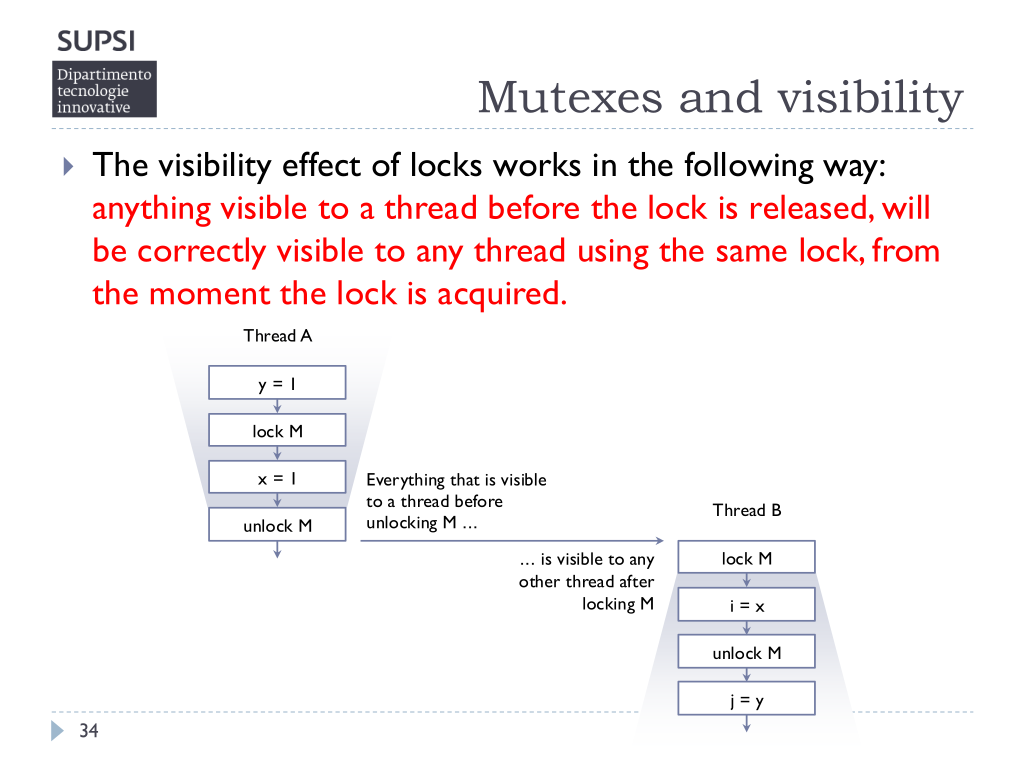 SUPSI
Dipartimento
tecnologie
innovative
Mutexes and visibility
The visibility effect of locks works in the following way:
anything visible to a thread before the lock is released, will
be correctly visible to any thread using the same lock, from
the moment the lock is acquired.
Thread A
y = 1
lock M
x = 1
unlock M
Everything that is visible
to a thread before
unlocking M …
Thread B
… is visible to any
other thread after
locking M
lock M
i = x
unlock M
j = y
34